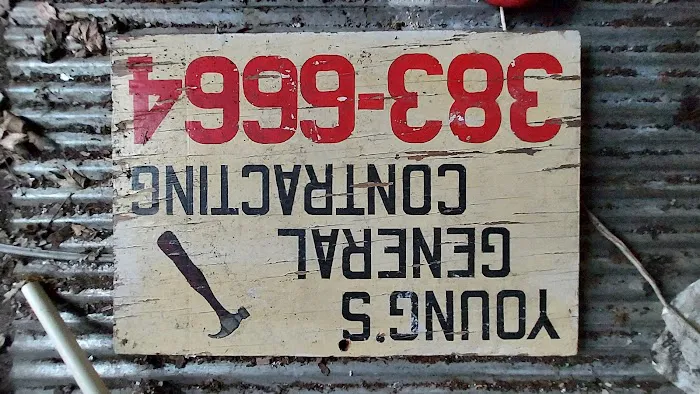 YOUNG'S
GENERAL
CONTRACTING
383-6664